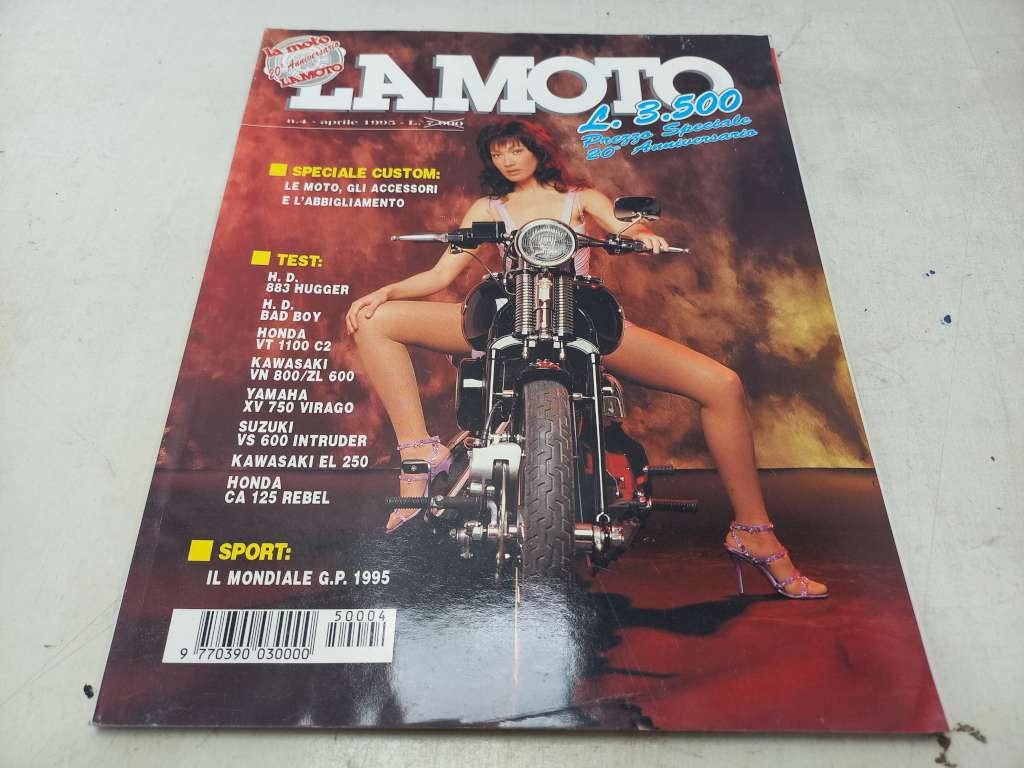 la moto
20° Anniversario
LA MOTO
LA MOTO
n.4 - aprile 1995 - L. 7.000
L. 3.500
Prezzo Speciale
20° Anniversario
SPECIALE CUSTOM:
LE MOTO, GLI ACCESSORI
E L'ABBIGLIAMENTO
TEST:
H. D.
883 HUGGER
H. D.
BAD BOY
HONDA
VT 1100 C2
KAWASAKI
VN 800/ZL 600
YAMAHA
XV 750 VIRAGO
SUZUKI
VS 600 INTRUDER
KAWASAKI EL 250
HONDA
CA 125 REBEL
SPORT:
IL MONDIALE G.P. 1995
50004
9 770390 030000